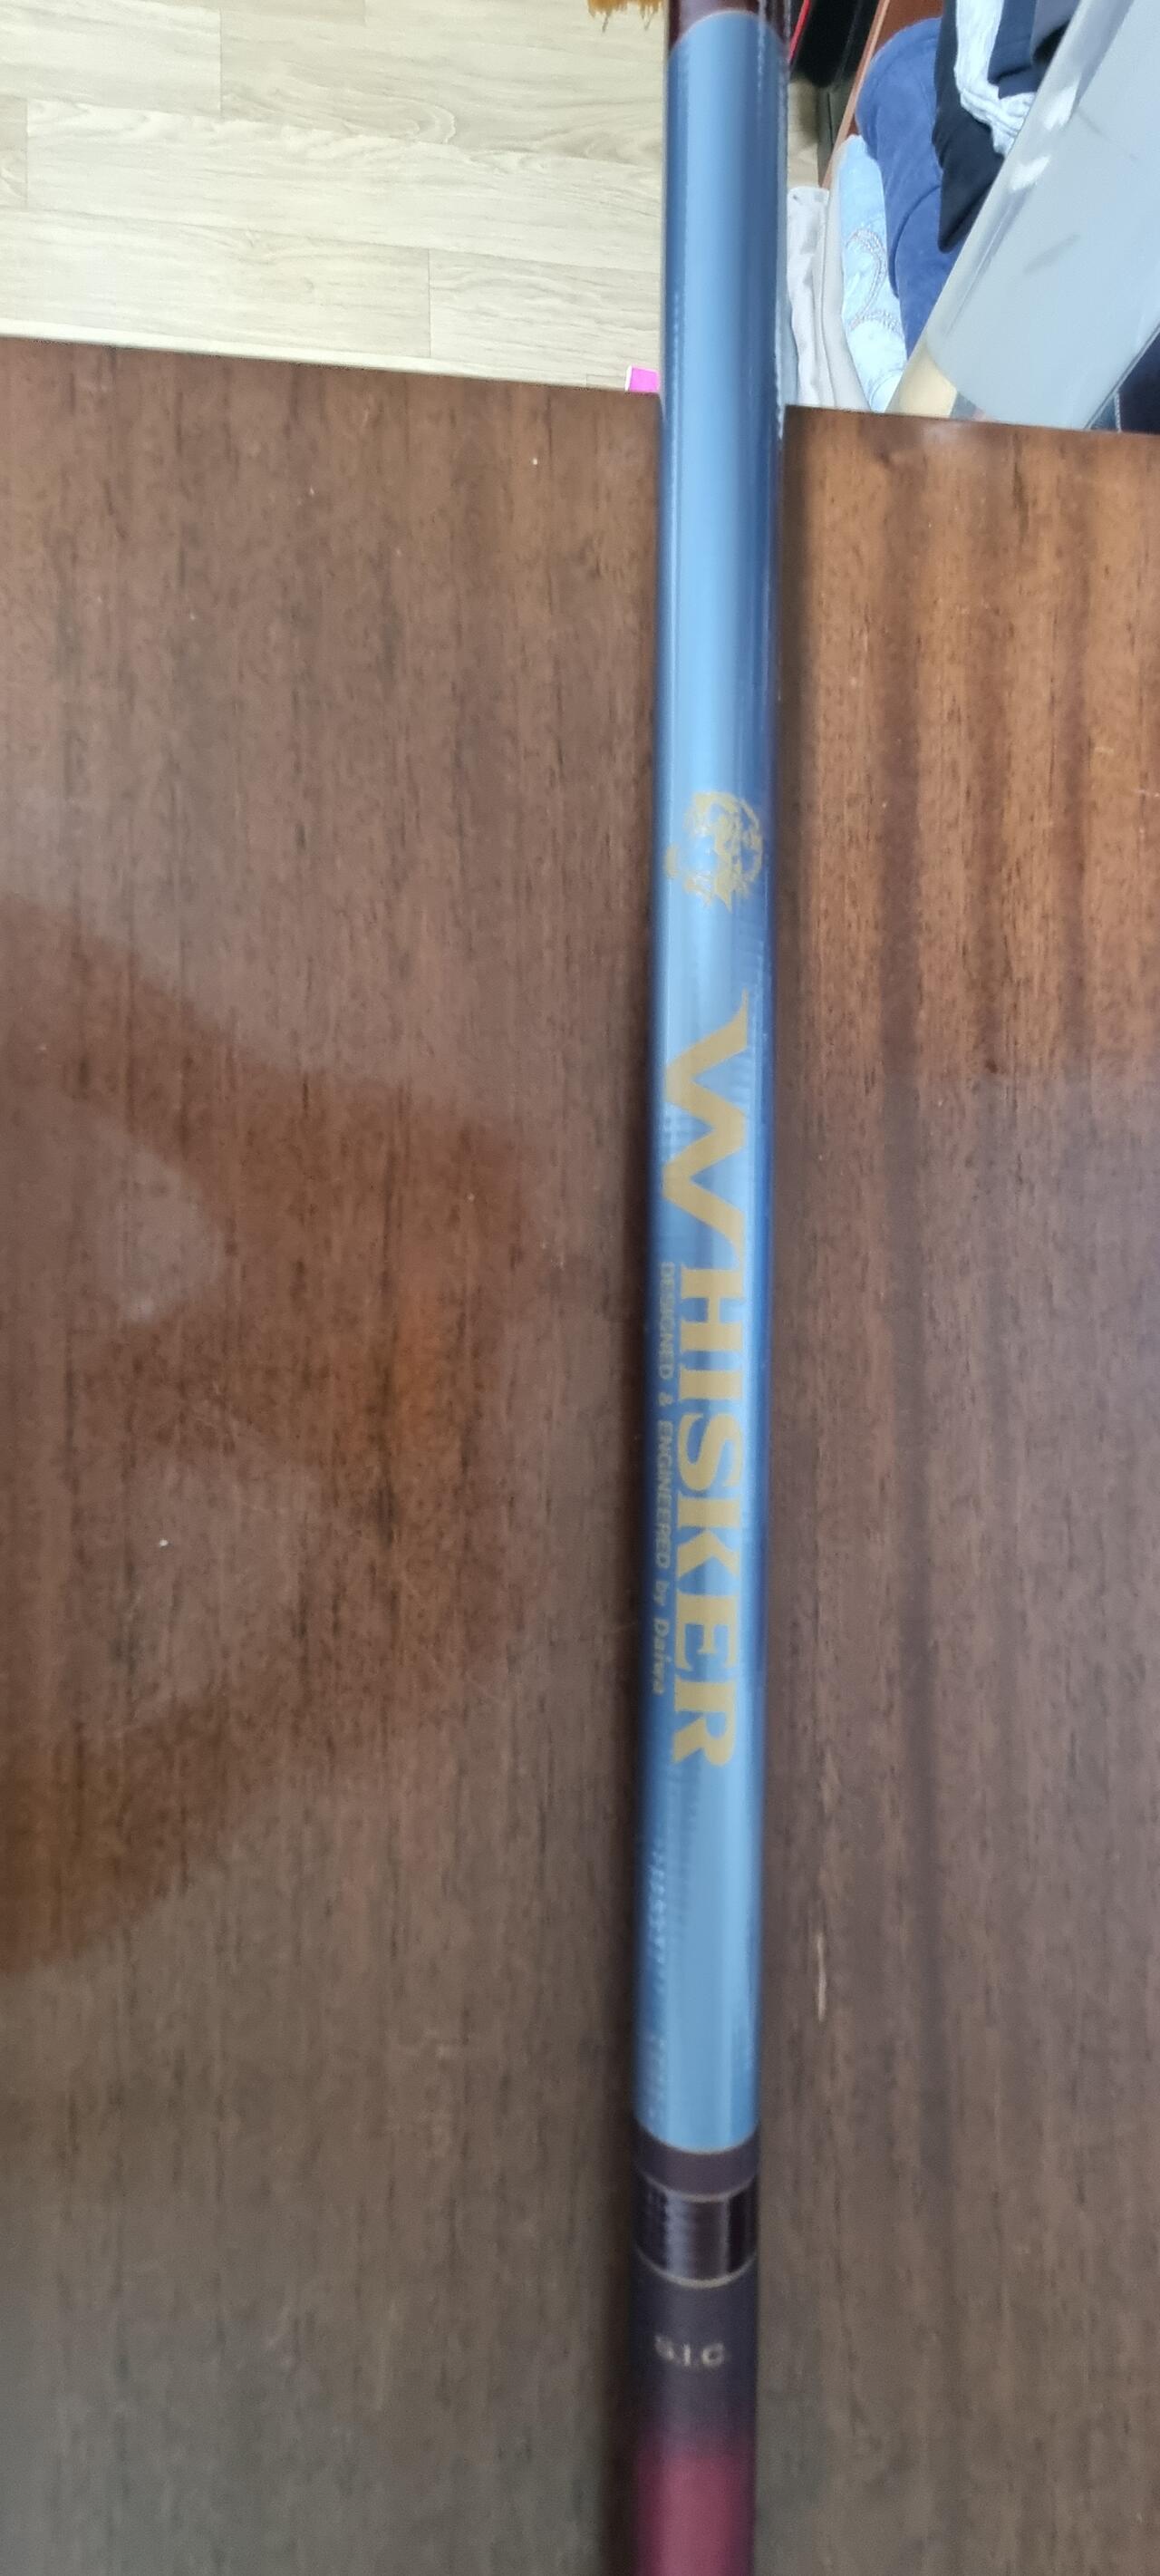 WHISKER
DESIGNED & ENGINEERED by Daiwa
S.I.C